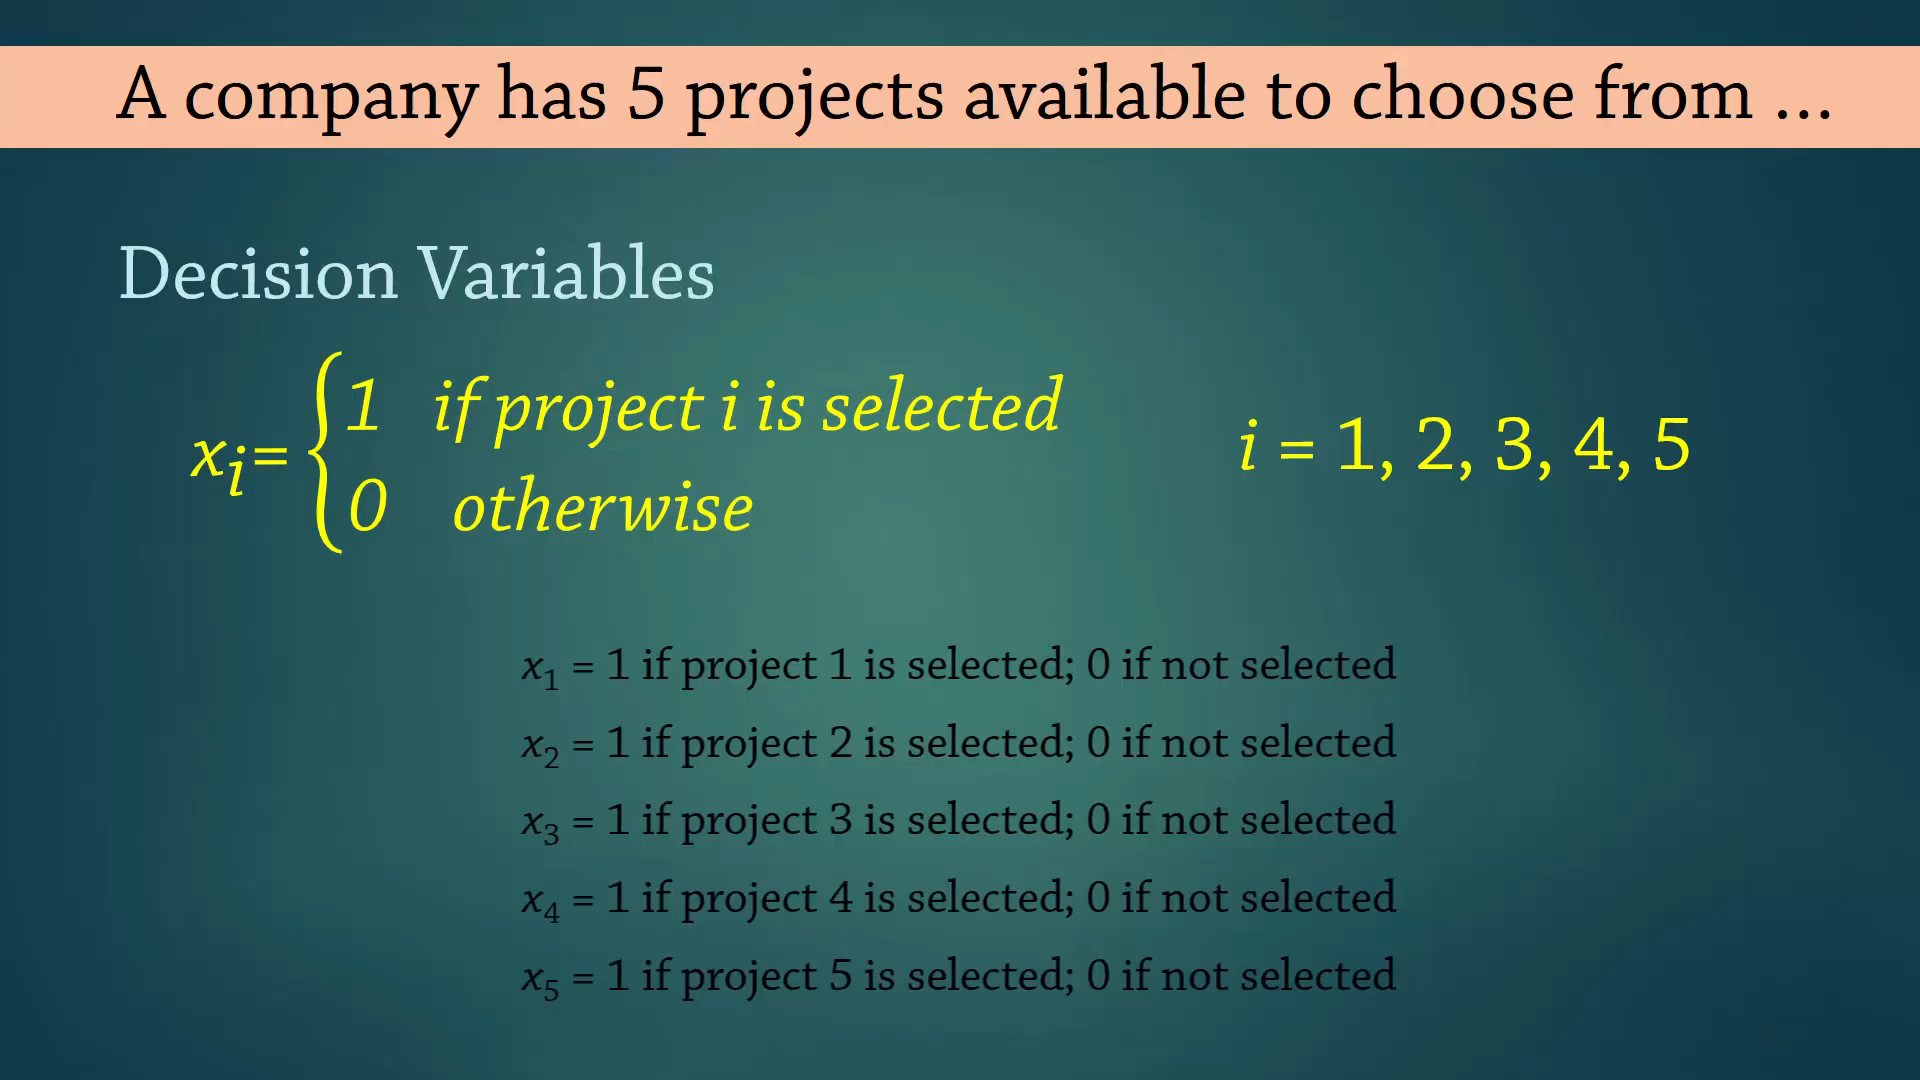 A company has 5 projects available to choose from ...
Decision Variables
xᵢ= { 1 if project i is selected
0 otherwise
i = 1, 2, 3, 4, 5
x₁ = 1 if project 1 is selected; 0 if not selected
x₂ = 1 if project 2 is selected; 0 if not selected
x₃ = 1 if project 3 is selected; 0 if not selected
x₄ = 1 if project 4 is selected; 0 if not selected
x₅ = 1 if project 5 is selected; 0 if not selected